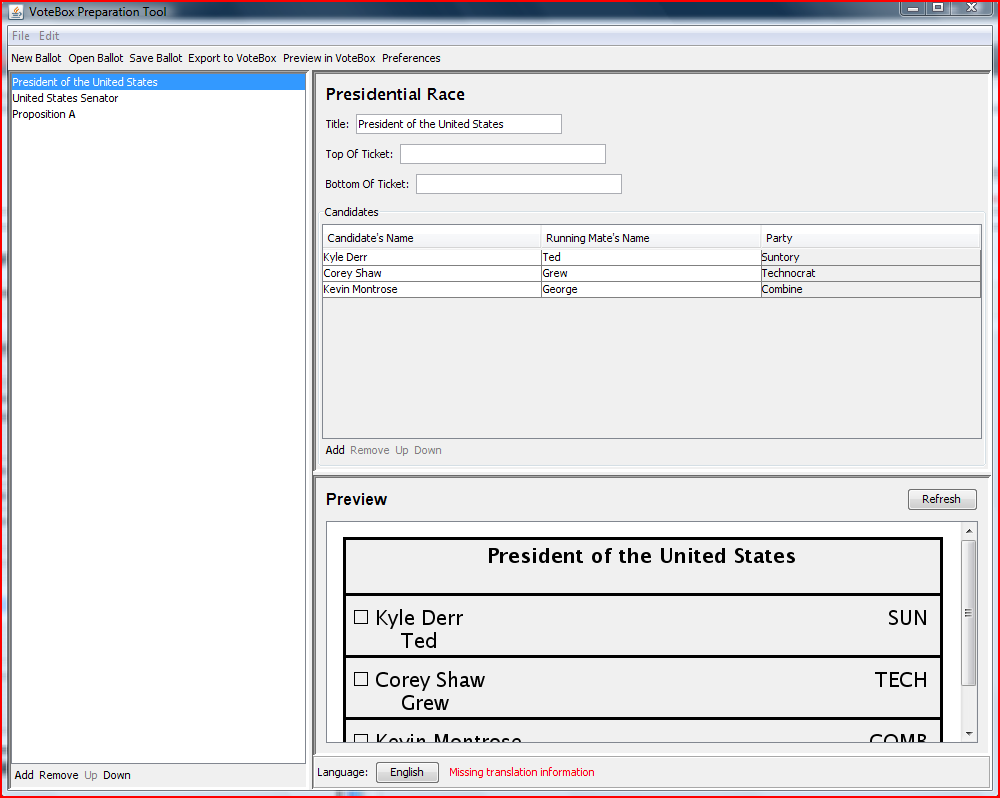 VoteBox Preparation Tool
File Edit
New Ballot Open Ballot Save Ballot Export to VoteBox Preview in VoteBox Preferences
President of the United States
United States Senator
Proposition A
Add Remove Up Down
Presidential Race
Title: President of the United States
Top Of Ticket:
Bottom Of Ticket:
Candidates
Candidate's Name Running Mate's Name Party
Kyle Derr Ted Suntory
Corey Shaw Grew Technocrat
Kevin Montrose George Combine
Add Remove Up Down
Preview Refresh
President of the United States
Kyle Derr SUN
Ted
Corey Shaw TECH
Grew
Kevin Montrose COMB
Language: English Missing translation information